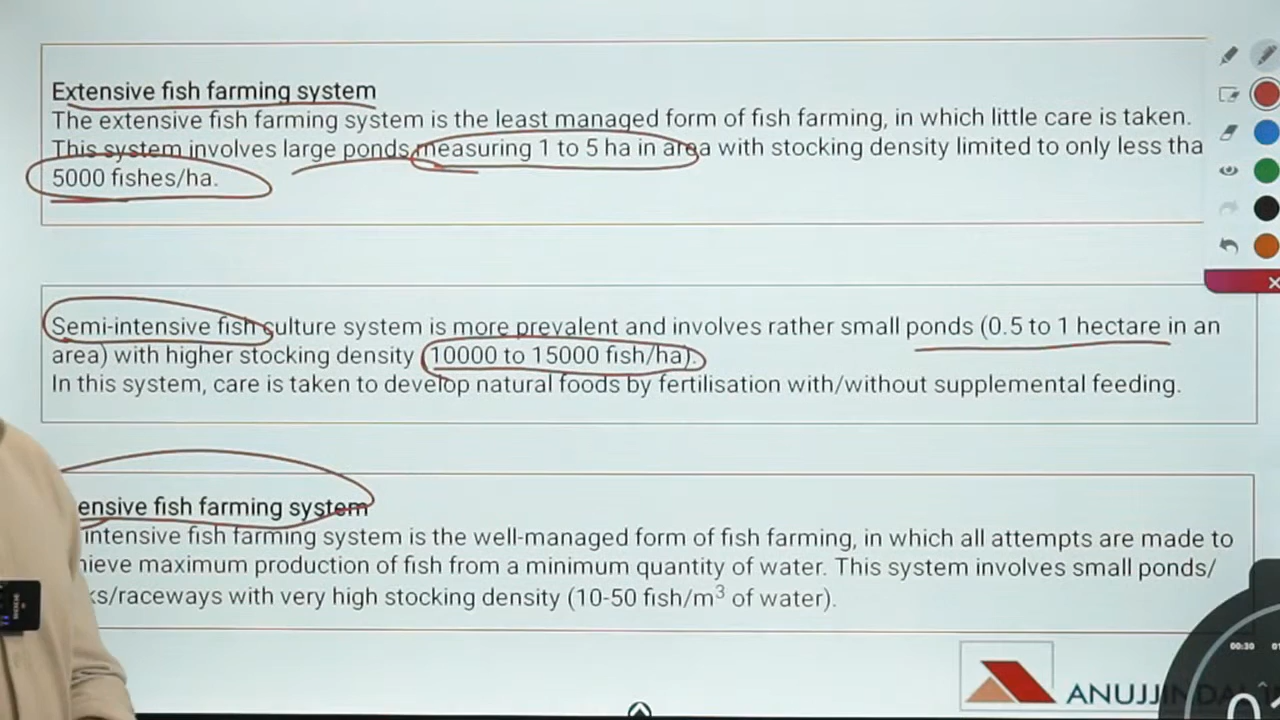 Extensive fish farming system
The extensive fish farming system is the least managed form of fish farming, in which little care is taken.
This system involves large ponds measuring 1 to 5 ha in area with stocking density limited to only less tha
5000 fishes/ha.
Semi-intensive fish culture system is more prevalent and involves rather small ponds (0.5 to 1 hectare in an
area) with higher stocking density (10000 to 15000 fish/ha).
In this system, care is taken to develop natural foods by fertilisation with/without supplemental feeding.
ensive fish farming system
intensive fish farming system is the well-managed form of fish farming, in which all attempts are made to
hieve maximum production of fish from a minimum quantity of water. This system involves small ponds/
ks/raceways with very high stocking density (10-50 fish/m³ of water).
00:30
ANUJJINDAL